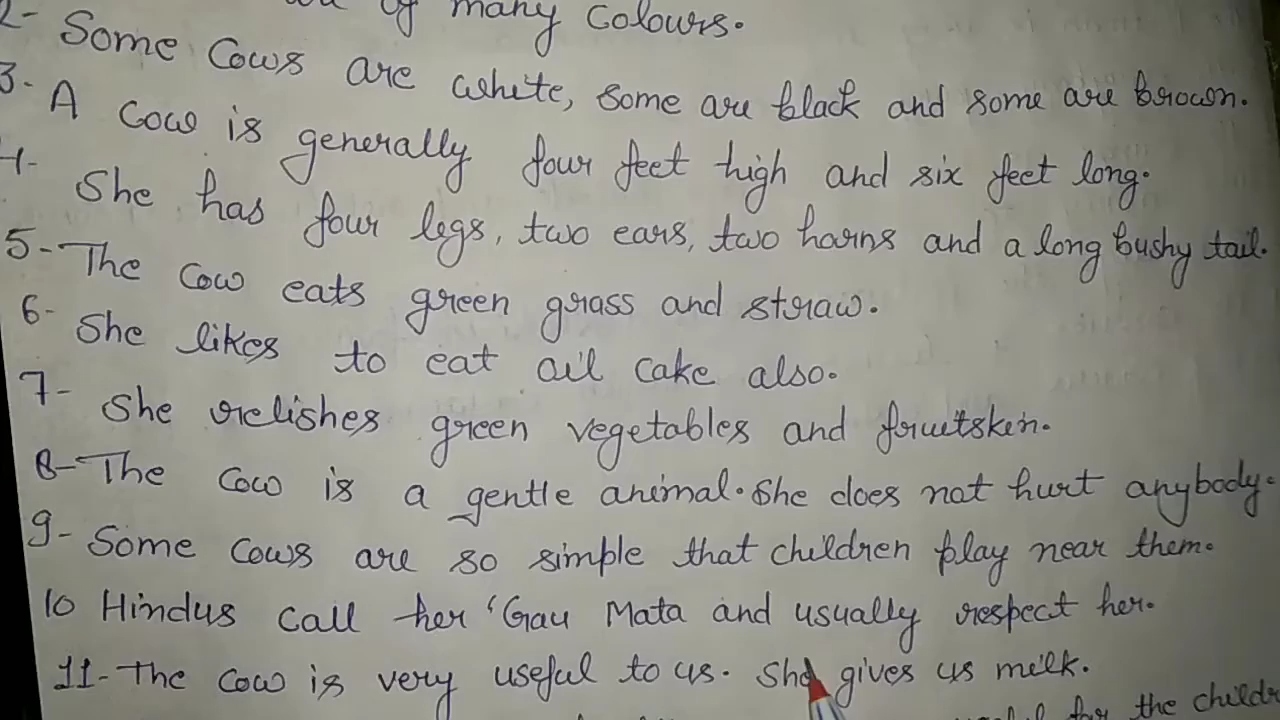 of many colours.
2- Some Cows are white, some are black and some are brown.
3- A Cow is generally four feet high and six feet long.
4- She has four legs, two ears, two horns and a long bushy tail.
5- The Cow eats green grass and straw.
6- She likes to eat oil cake also.
7- She relishes green vegetables and fruitskin.
8- The Cow is a gentle animal. She does not hurt anybody.
9- Some Cows are so simple that children play near them.
10 Hindus call her 'Gau Mata and usually respect her.
11- The Cow is very useful to us. She gives us milk.
for the